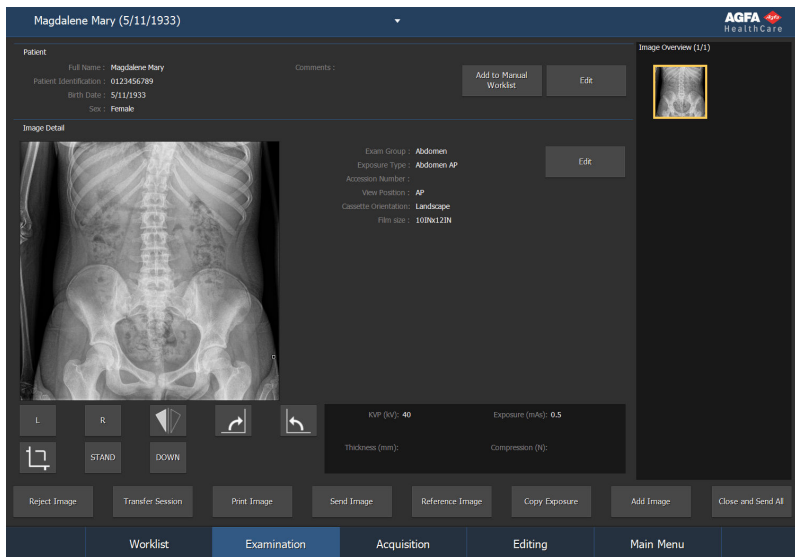 Magdalene Mary (5/11/1933)
AGFA Agfa
HealthCare
Patient
Full Name : Magdalene Mary
Comments :
Patient Identification : 0123456789
Birth Date : 5/11/1933
Sex : Female
Add to Manual
Worklist
Edit
Image Overview (1/1)
Image Detail
Exam Group : Abdomen
Exposure Type : Abdomen AP
Accession Number :
View Position : AP
Cassette Orientation: Landscape
Film size : 10INx12IN
Edit
L
R
STAND
DOWN
KVP (kV): 40
Exposure (mAs): 0.5
Thickness (mm):
Compression (N):
Reject Image
Transfer Session
Print Image
Send Image
Reference Image
Copy Exposure
Add Image
Close and Send All
Worklist
Examination
Acquisition
Editing
Main Menu